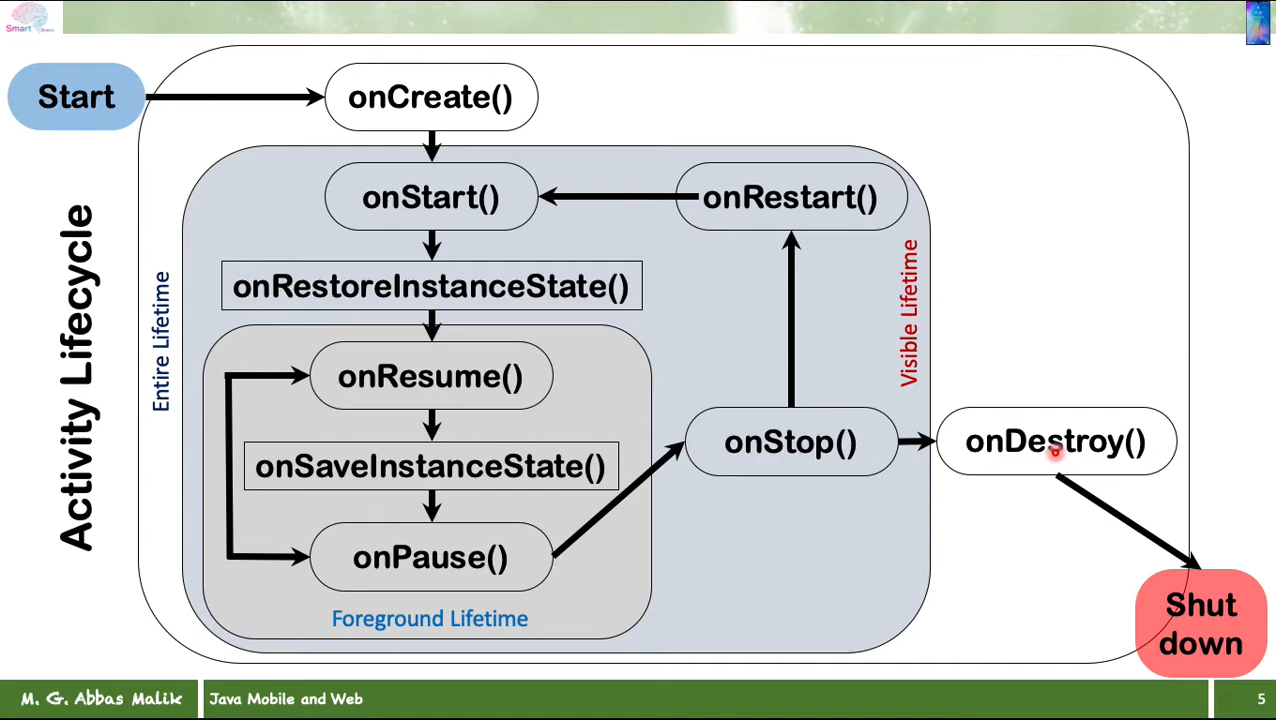 Smart
Start
onCreate()
onStart()
onRestart()
onRestoreInstanceState()
onResume()
onSaveInstanceState()
onPause()
onStop()
onDestroy()
Shut
down
Activity Lifecycle
Entire Lifetime
Visible Lifetime
Foreground Lifetime
M. G. Abbas Malik
Java Mobile and Web
5